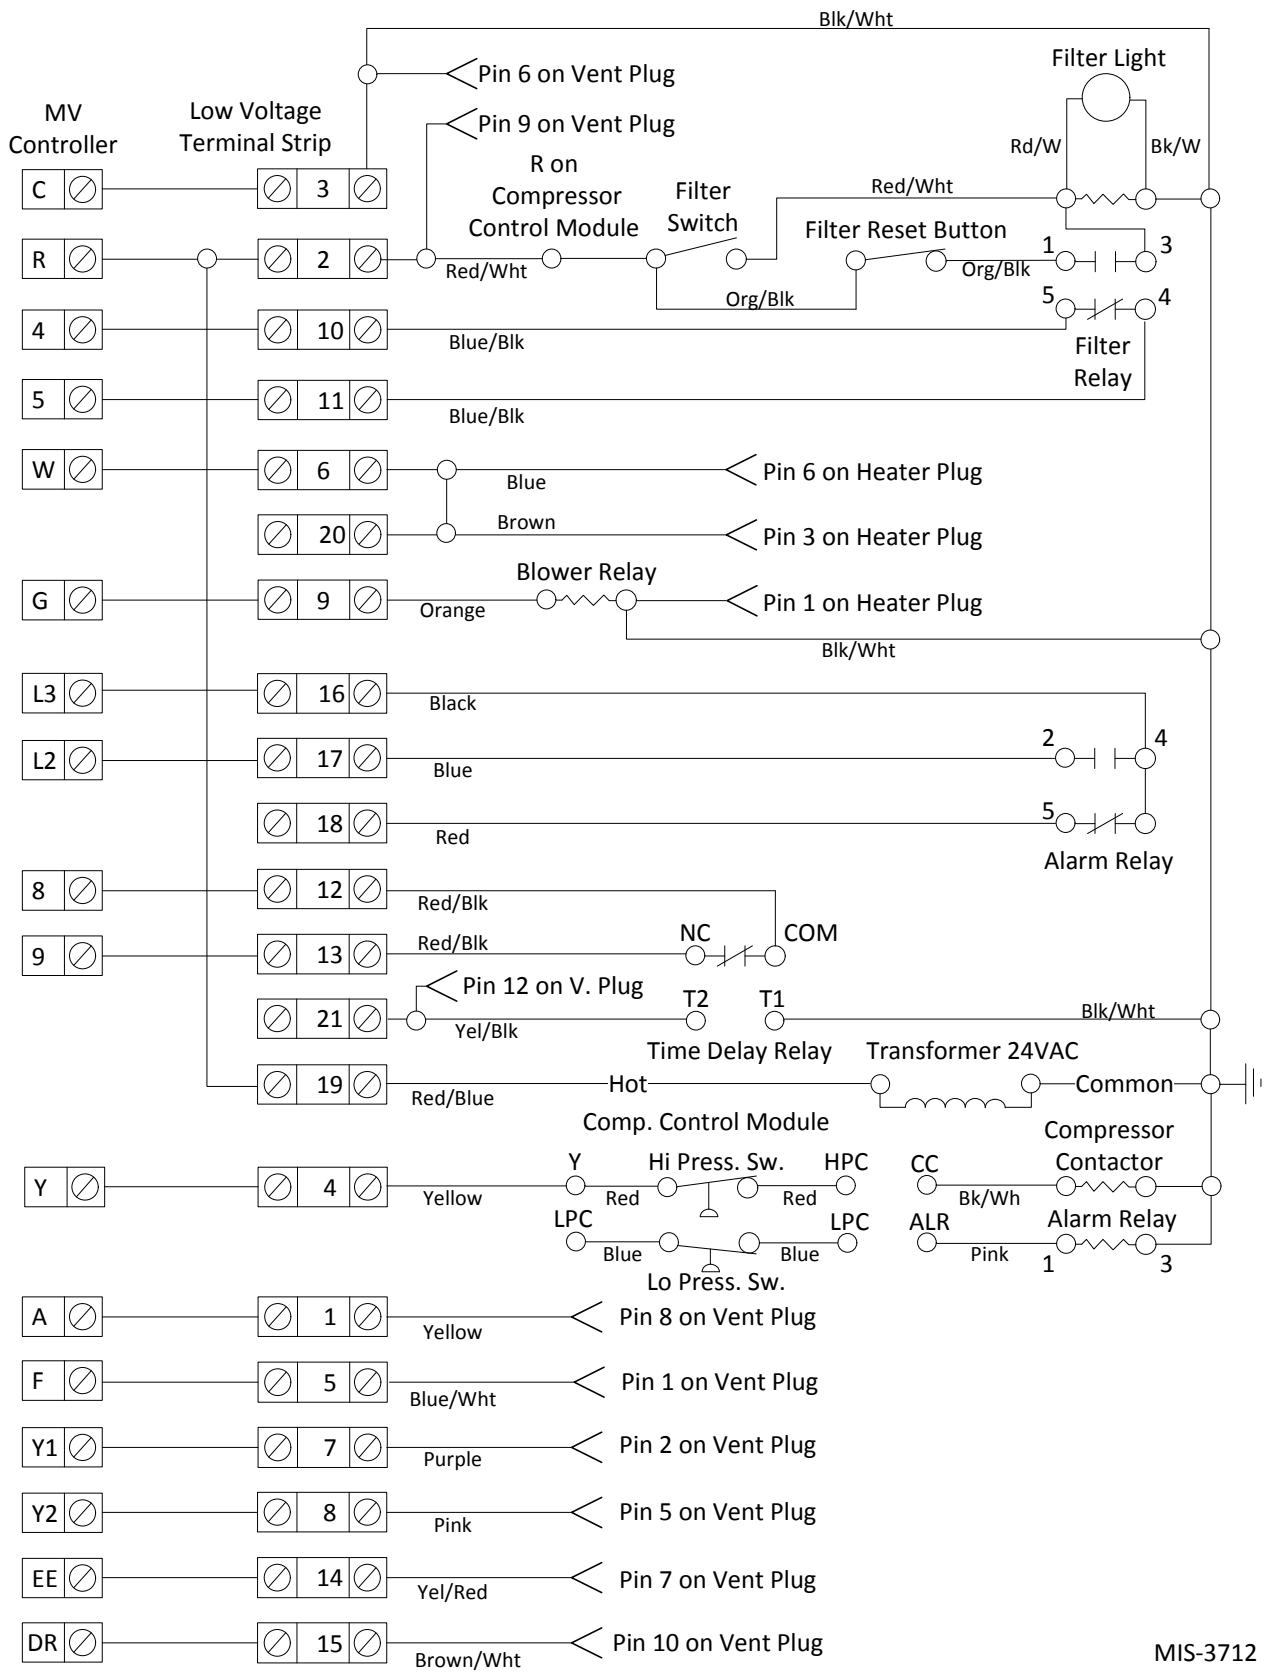 Blk/Wht
Pin 6 on Vent Plug
Filter Light
MV
Controller
Low Voltage
Terminal Strip
Pin 9 on Vent Plug
Rd/W
Bk/W
R on
Compressor
Control Module
Filter
Switch
Red/Wht
C
3
Filter Reset Button
R
2
Red/Wht
Org/Blk
Org/Blk
1
3
4
10
Blue/Blk
5
4
Filter
Relay
5
11
Blue/Blk
W
6
Blue
Pin 6 on Heater Plug
20
Brown
Pin 3 on Heater Plug
Blower Relay
G
9
Orange
Pin 1 on Heater Plug
Blk/Wht
L3
16
Black
L2
17
Blue
2
4
18
Red
5
Alarm Relay
8
12
Red/Blk
9
13
Red/Blk
NC
COM
Pin 12 on V. Plug
21
Yel/Blk
T2
T1
Blk/Wht
Time Delay Relay
Transformer 24VAC
19
Red/Blue
Hot
Common
Comp. Control Module
Compressor
Contactor
Y
4
Yellow
Y
Red
Hi Press. Sw.
Red
HPC
CC
Bk/Wh
LPC
Blue
Lo Press. Sw.
Blue
LPC
ALR
Pink
Alarm Relay
1
3
A
1
Yellow
Pin 8 on Vent Plug
F
5
Blue/Wht
Pin 1 on Vent Plug
Y1
7
Purple
Pin 2 on Vent Plug
Y2
8
Pink
Pin 5 on Vent Plug
EE
14
Yel/Red
Pin 7 on Vent Plug
DR
15
Brown/Wht
Pin 10 on Vent Plug
MIS-3712